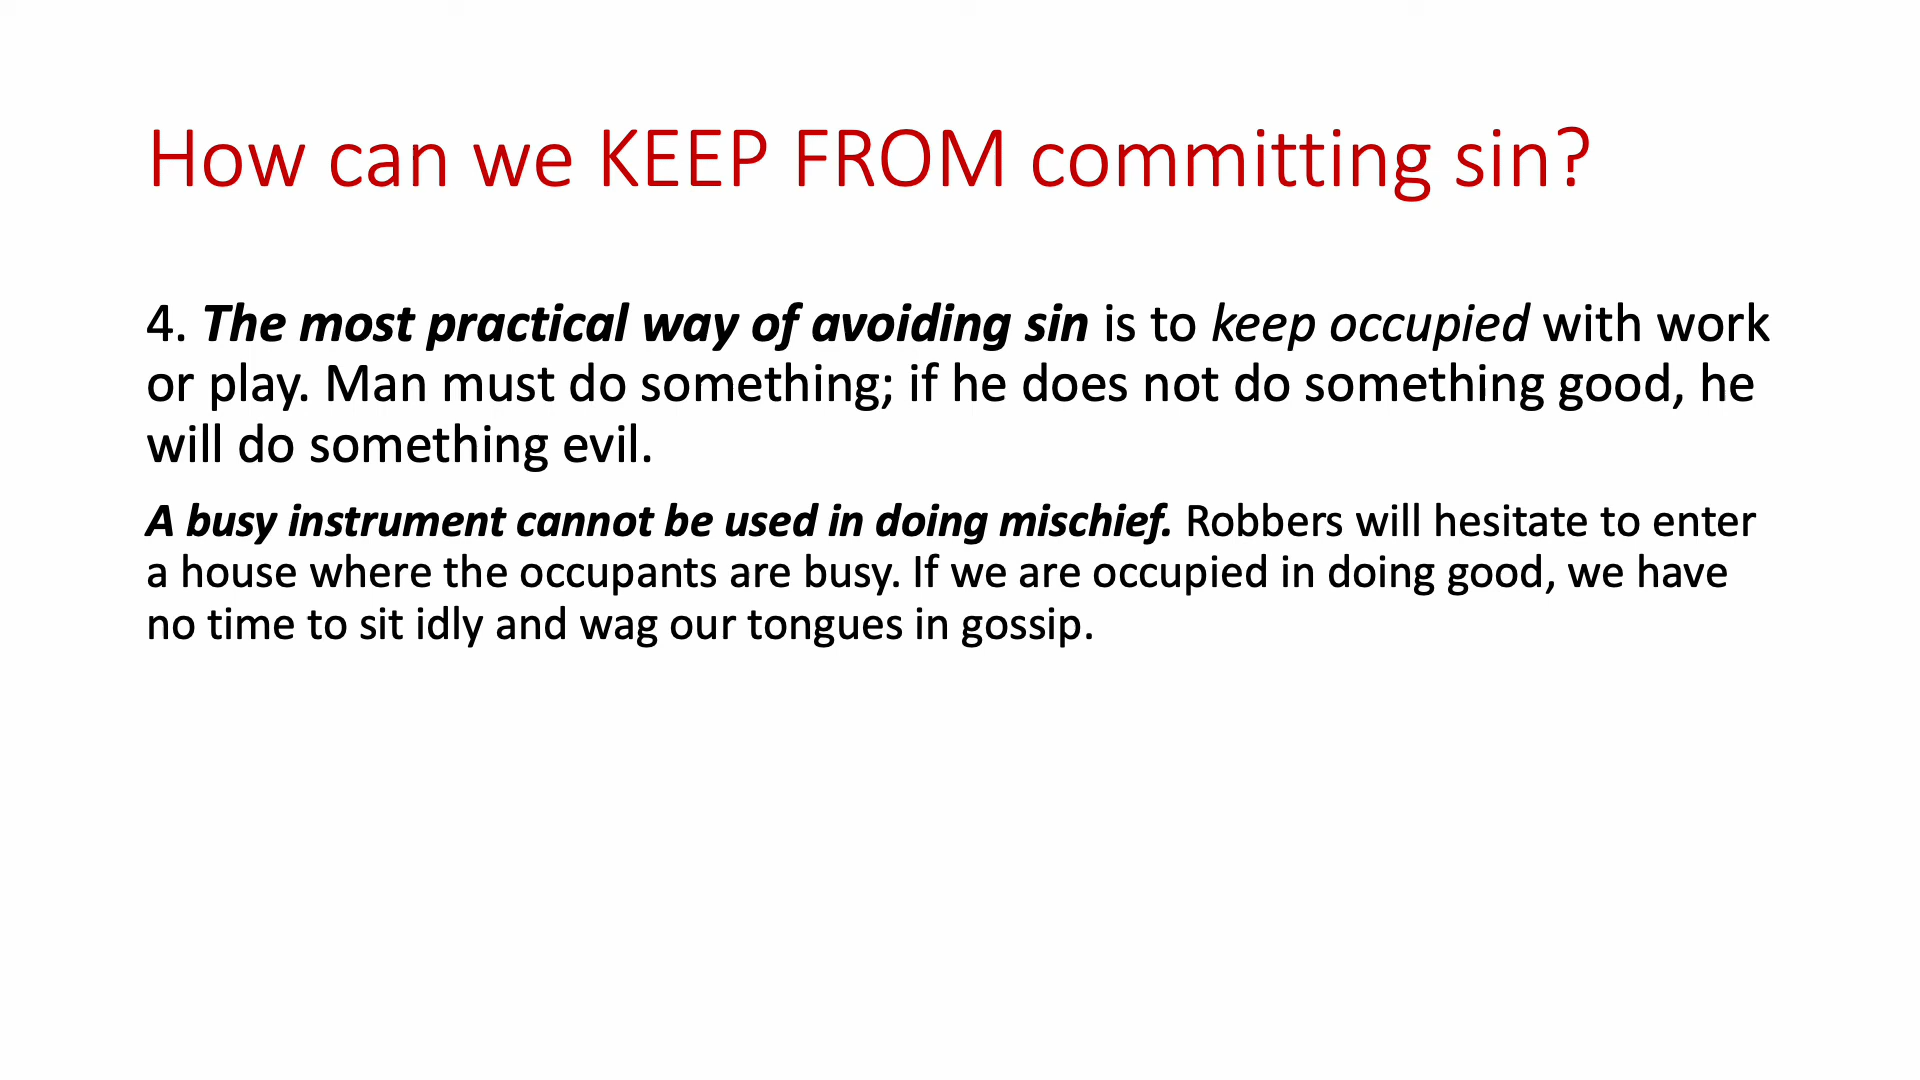 How can we KEEP FROM committing sin?
4. The most practical way of avoiding sin is to keep occupied with work
or play. Man must do something; if he does not do something good, he
will do something evil.
A busy instrument cannot be used in doing mischief. Robbers will hesitate to enter
a house where the occupants are busy. If we are occupied in doing good, we have
no time to sit idly and wag our tongues in gossip.